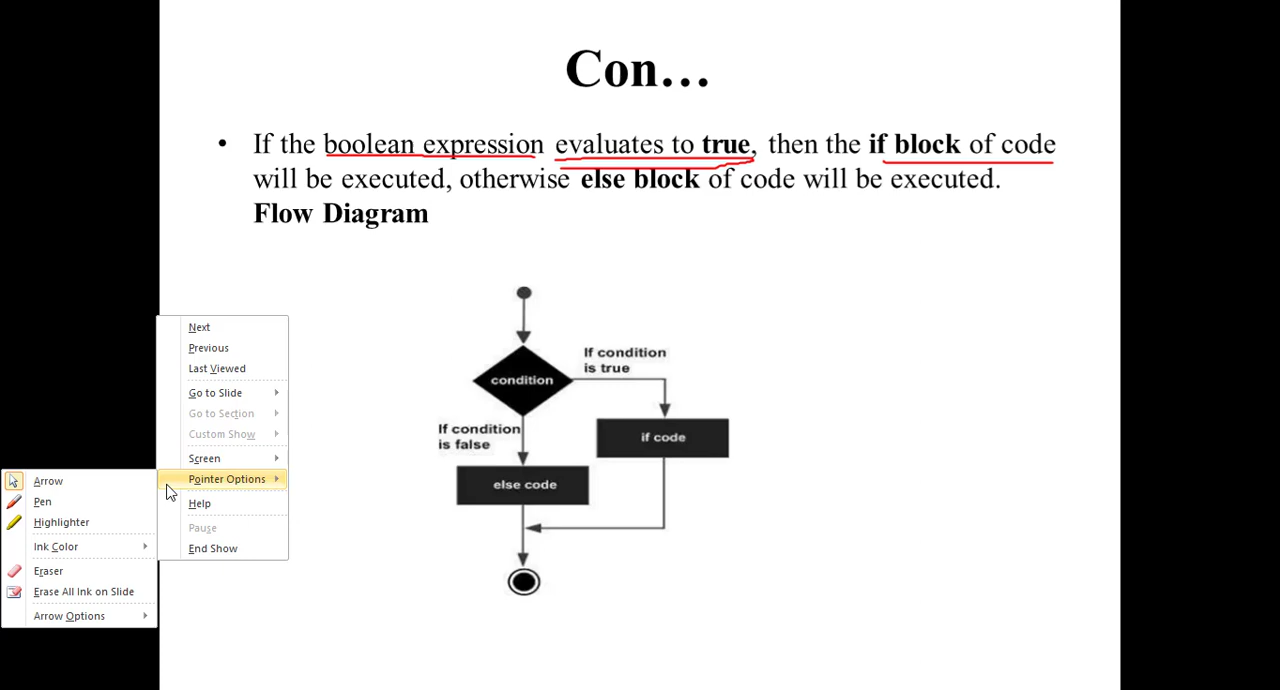 Con…
• If the boolean expression evaluates to true, then the if block of code
will be executed, otherwise else block of code will be executed.
Flow Diagram
If condition
is true
condition
If condition
is false
if code
else code
Next
Previous
Last Viewed
Go to Slide
Go to Section
Custom Show
Screen
Pointer Options
Help
Pause
End Show
Arrow
Pen
Highlighter
Ink Color
Eraser
Erase All Ink on Slide
Arrow Options